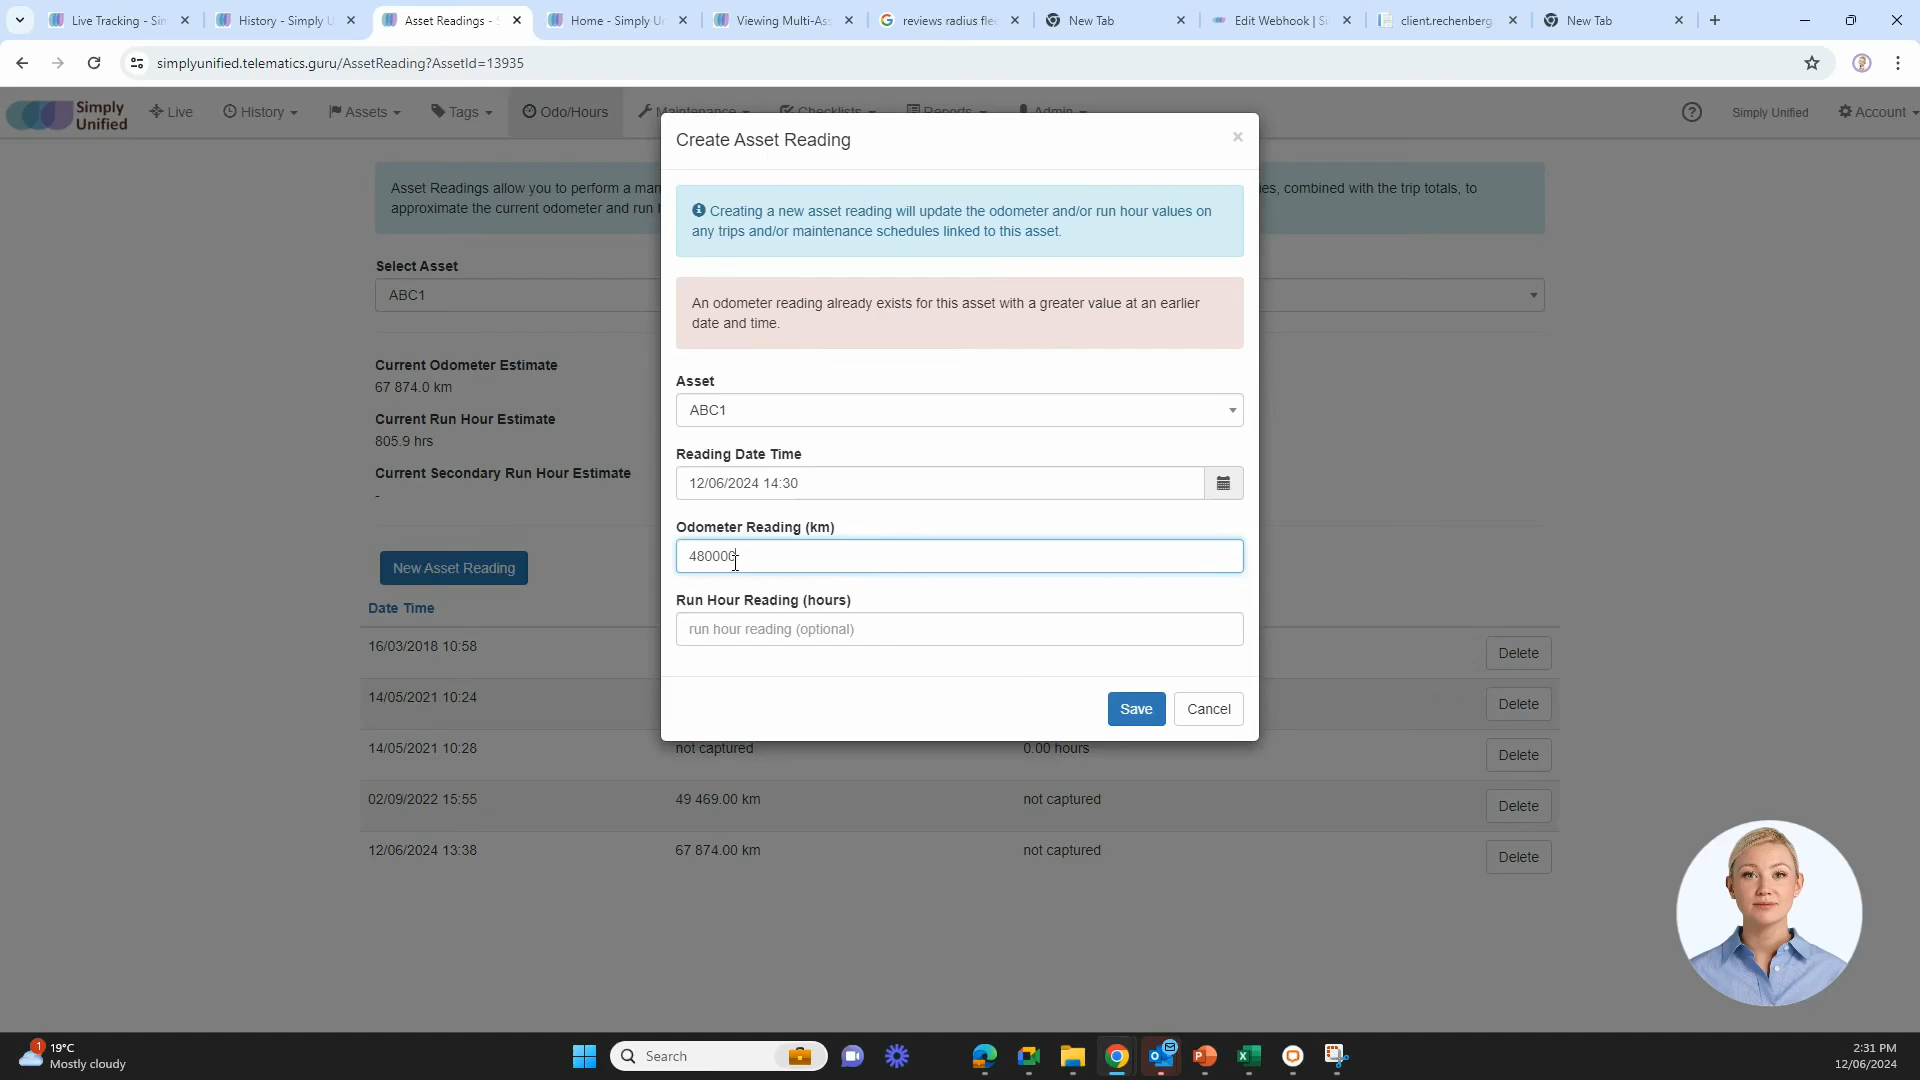 Live Tracking - Sim
History - Simply U
Asset Readings - S
Home - Simply Un
Viewing Multi-Ass
reviews radius flee
New Tab
Edit Webhook | Su
client.rechenberg
New Tab
simplyunified.telematics.guru/AssetReading?AssetId=13935
Simply Unified
Live
History
Assets
Tags
Odo/Hours
Maintenance
Checklists
Reports
Admin
Simply Unified
Account
Create Asset Reading
×
Asset Readings allow you to perform a man
ies, combined with the trip totals, to
approximate the current odometer and run
Creating a new asset reading will update the odometer and/or run hour values on
any trips and/or maintenance schedules linked to this asset.
An odometer reading already exists for this asset with a greater value at an earlier
date and time.
Select Asset
ABC1
Current Odometer Estimate
67 874.0 km
Current Run Hour Estimate
805.9 hrs
Current Secondary Run Hour Estimate
-
Asset
ABC1
Reading Date Time
12/06/2024 14:30
Odometer Reading (km)
480000
Run Hour Reading (hours)
run hour reading (optional)
Save
Cancel
New Asset Reading
Date Time
16/03/2018 10:58
Delete
14/05/2021 10:24
Delete
14/05/2021 10:28
not captured
0.00 hours
Delete
02/09/2022 15:55
49 469.00 km
not captured
Delete
12/06/2024 13:38
67 874.00 km
not captured
Delete
1
19°C
Mostly cloudy
Search
2:31 PM
12/06/2024